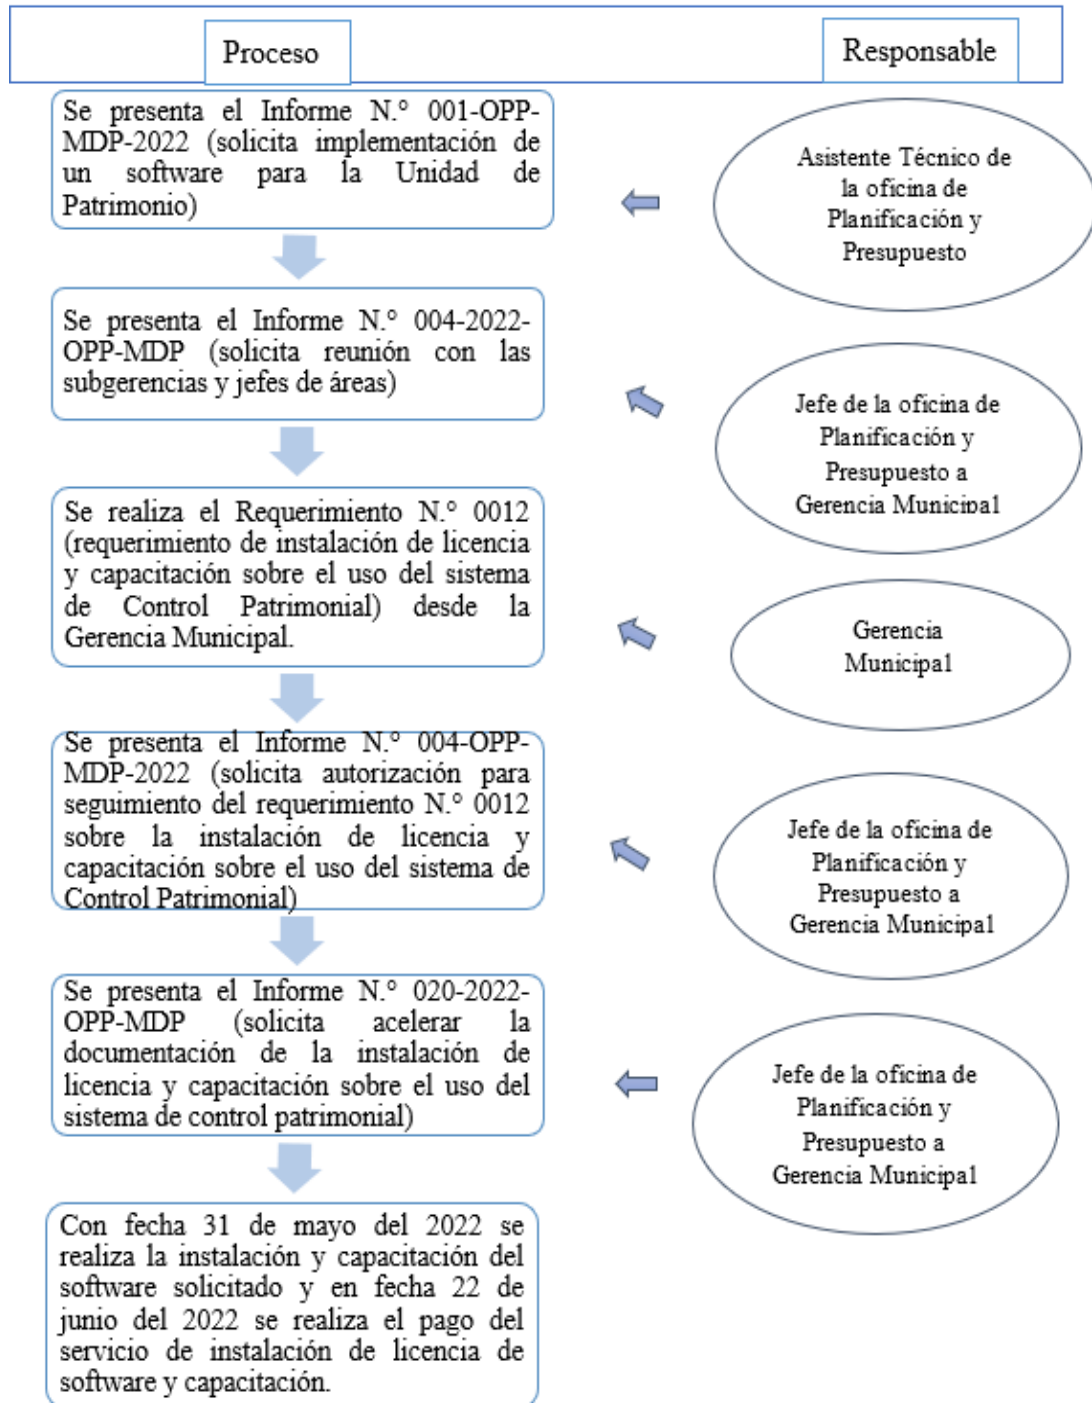 Proceso
Responsable
Se presenta el Informe N.° 001-OPP-
MDP-2022 (solicita implementación de
un software para la Unidad de
Patrimonio)
Asistente Técnico de
la oficina de
Planificación y
Presupuesto
Se presenta el Informe N.° 004-2022-
OPP-MDP (solicita reunión con las
subgerencias y jefes de áreas)
Jefe de la oficina de
Planificación y
Presupuesto a
Gerencia Municipal
Se realiza el Requerimiento N.° 0012
(requerimiento de instalación de licencia
y capacitación sobre el uso del sistema
de Control Patrimonial) desde la
Gerencia Municipal.
Gerencia
Municipal
Se presenta el Informe N.° 004-OPP-
MDP-2022 (solicita autorización para
seguimiento del requerimiento N.° 0012
sobre la instalación de licencia y
capacitación sobre el uso del sistema de
Control Patrimonial)
Jefe de la oficina de
Planificación y
Presupuesto a
Gerencia Municipal
Se presenta el Informe N.° 020-2022-
OPP-MDP (solicita acelerar la
documentación de la instalación de
licencia y capacitación sobre el uso del
sistema de control patrimonial)
Jefe de la oficina de
Planificación y
Presupuesto a
Gerencia Municipal
Con fecha 31 de mayo del 2022 se
realiza la instalación y capacitación del
software solicitado y en fecha 22 de
junio del 2022 se realiza el pago del
servicio de instalación de licencia de
software y capacitación.